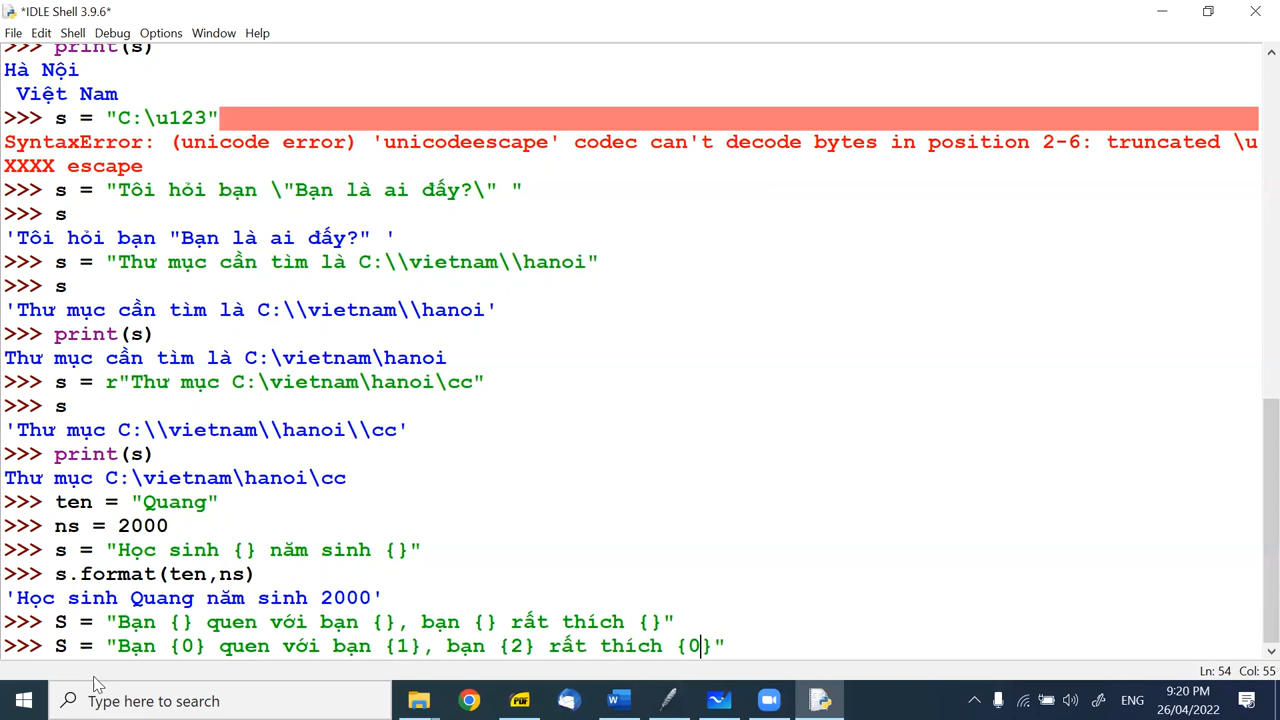 *IDLE Shell 3.9.6*
File Edit Shell Debug Options Window Help
>>> print(s)
Hà Nội
 Việt Nam
>>> s = "C:\u123"
SyntaxError: (unicode error) 'unicodeescape' codec can't decode bytes in position 2-6: truncated \u
XXXX escape
>>> s = "Tôi hỏi bạn \"Bạn là ai đấy?\" "
>>> s
'Tôi hỏi bạn "Bạn là ai đấy?" '
>>> s = "Thư mục cần tìm là C:\\vietnam\\hanoi"
>>> s
'Thư mục cần tìm là C:\\vietnam\\hanoi'
>>> print(s)
Thư mục cần tìm là C:\vietnam\hanoi
>>> s = r"Thư mục C:\vietnam\hanoi\cc"
>>> s
'Thư mục C:\\vietnam\\hanoi\\cc'
>>> print(s)
Thư mục C:\vietnam\hanoi\cc
>>> ten = "Quang"
>>> ns = 2000
>>> s = "Học sinh {} năm sinh {}"
>>> s.format(ten,ns)
'Học sinh Quang năm sinh 2000'
>>> S = "Bạn {} quen với bạn {}, bạn {} rất thích {}"
>>> S = "Bạn {0} quen với bạn {1}, bạn {2} rất thích {0}"
Ln: 54 Col: 55
Type here to search
PDF
ENG
9:20 PM
26/04/2022